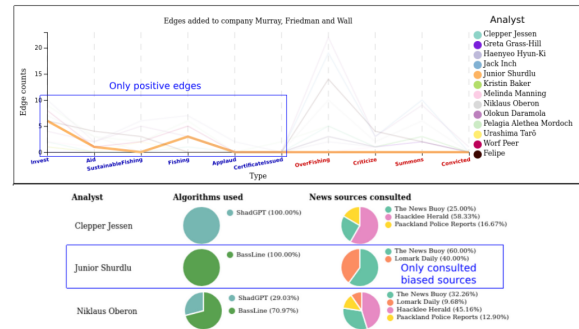 Edges added to company Murray, Friedman and Wall
Analyst
Clepper Jessen
Greta Grass-Hill
Haenyeo Hyun-Ki
Jack Inch
Junior Shurdlu
Kristin Baker
Melinda Manning
Niklaus Oberon
Olokun Daramola
Pelagia Alethea Mordoch
Urashima Tarō
Worf Peer
Felipe
Edge counts
20
15
10
5
0
Only positive edges
Invest
Aid
SustainableFishing
Fishing
Applaud
CertificateIssued
OverFishing
Criticize
Summons
Convicted
Type
Analyst
Algorithms used
News sources consulted
Clepper Jessen
ShadGPT (100.00%)
The News Buoy (25.00%)
Haacklee Herald (58.33%)
Paackland Police Reports (16.67%)
Junior Shurdlu
BassLine (100.00%)
The News Buoy (60.00%)
Lomark Daily (40.00%)
Only consulted
biased sources
Niklaus Oberon
ShadGPT (29.03%)
BassLine (70.97%)
The News Buoy (32.26%)
Lomark Daily (9.68%)
Haacklee Herald (45.16%)
Paackland Police Reports (12.90%)